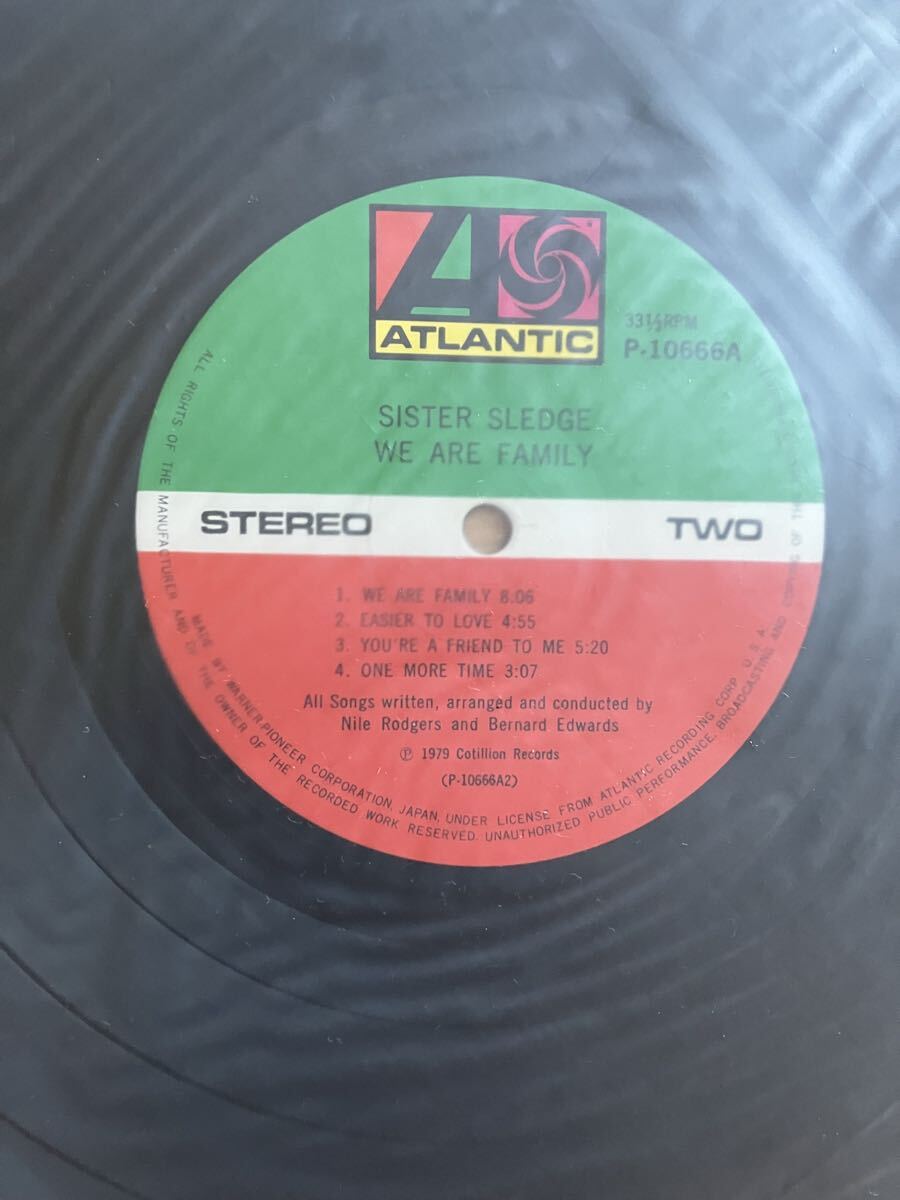 ATLANTIC
33⅓RPM
P-10666A
SISTER SLEDGE
WE ARE FAMILY
STEREO
TWO
1. WE ARE FAMILY 8.06
2. EASIER TO LOVE 4:55
3. YOU'RE A FRIEND TO ME 5:20
4. ONE MORE TIME 3:07
All Songs written, arranged and conducted by
Nile Rodgers and Bernard Edwards
Ⓟ 1979 Cotillion Records
(P-10666A2)
MADE BY WARNER-PIONEER CORPORATION, JAPAN, UNDER LICENSE FROM ATLANTIC RECORDING CORP. U.S.A.
ALL RIGHTS OF THE MANUFACTURER AND OF THE OWNER OF THE RECORDED WORK RESERVED. UNAUTHORIZED PUBLIC PERFORMANCE, BROADCASTING AND COPYING OF